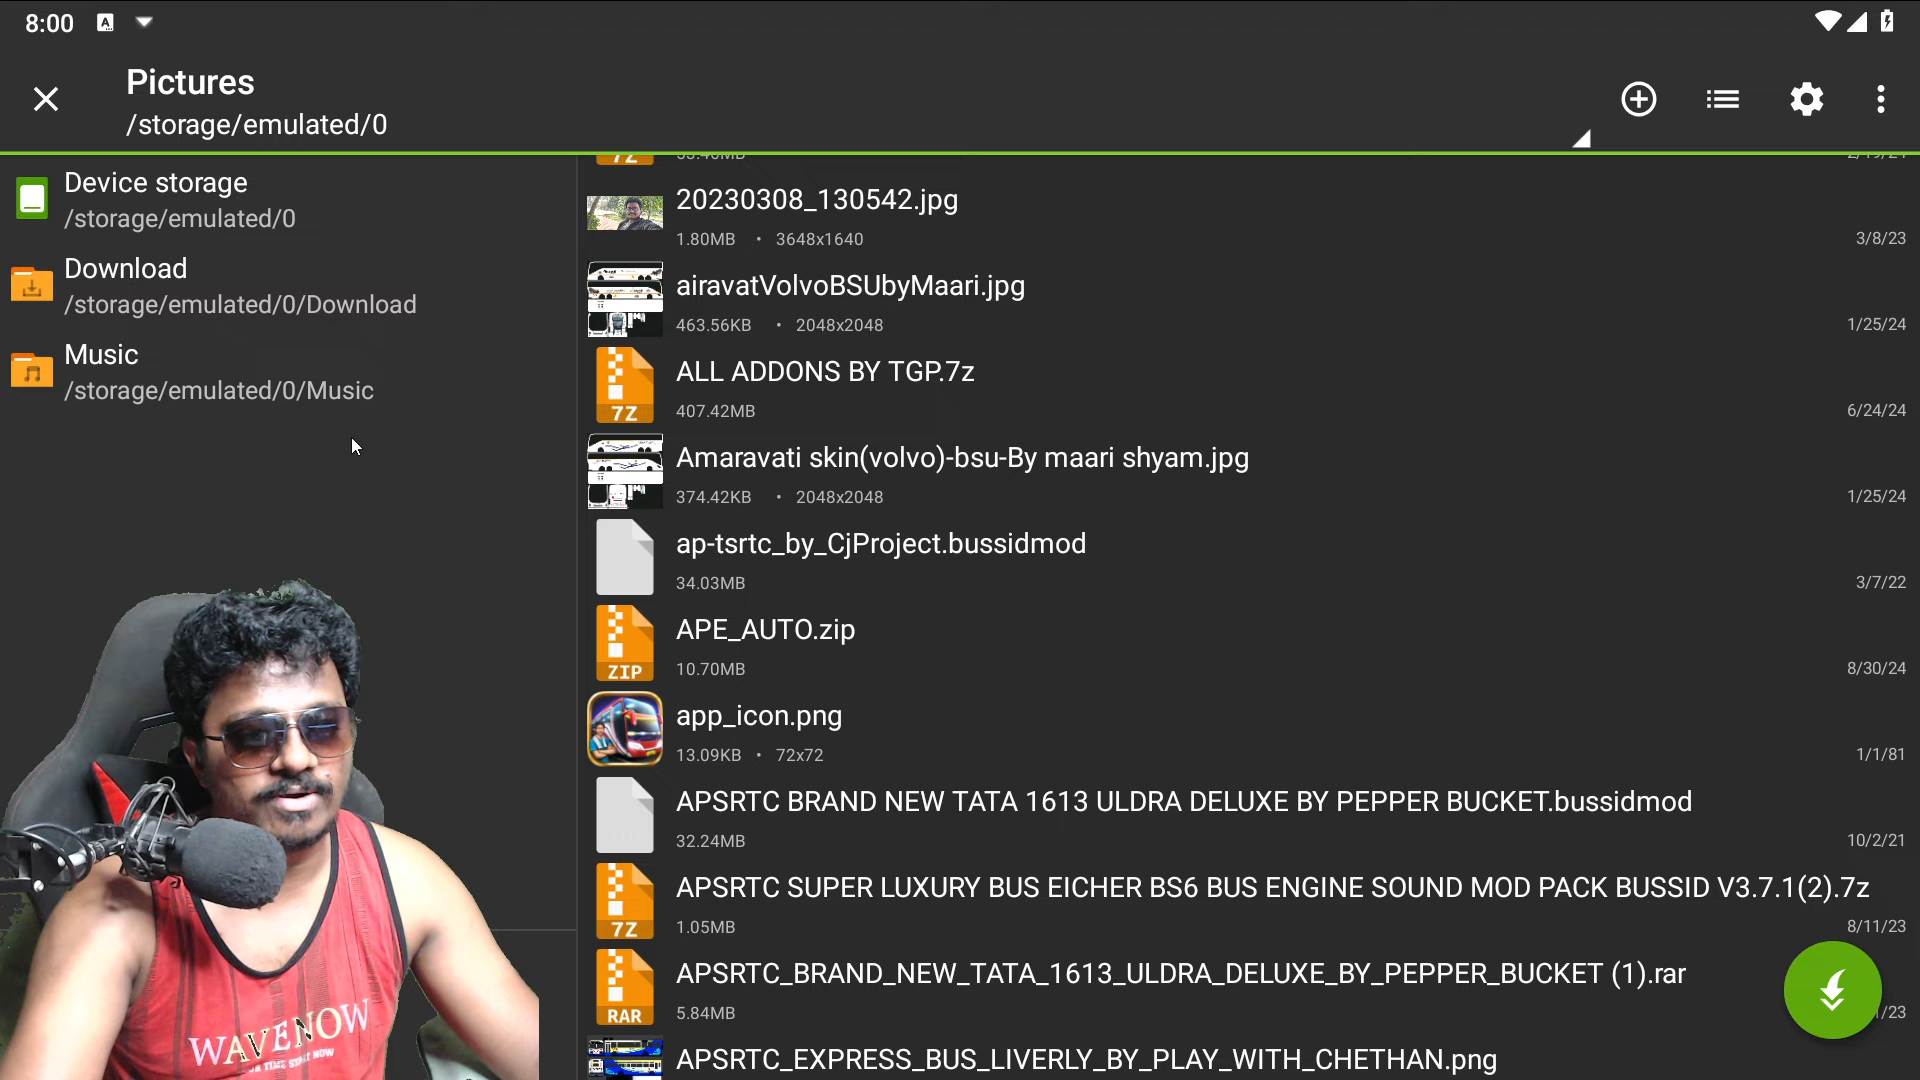 8:00
A
Pictures
/storage/emulated/0
Device storage
/storage/emulated/0
Download
/storage/emulated/0/Download
Music
/storage/emulated/0/Music
7Z
53.46MB
2/19/21
20230308_130542.jpg
1.80MB • 3648x1640
3/8/23
airavatVolvoBSUbyMaari.jpg
463.56KB • 2048x2048
1/25/24
ALL ADDONS BY TGP.7z
7Z
407.42MB
6/24/24
Amaravati skin(volvo)-bsu-By maari shyam.jpg
374.42KB • 2048x2048
1/25/24
ap-tsrtc_by_CjProject.bussidmod
34.03MB
3/7/22
APE_AUTO.zip
ZIP
10.70MB
8/30/24
app_icon.png
13.09KB • 72x72
1/1/81
APSRTC BRAND NEW TATA 1613 ULDRA DELUXE BY PEPPER BUCKET.bussidmod
32.24MB
10/2/21
APSRTC SUPER LUXURY BUS EICHER BS6 BUS ENGINE SOUND MOD PACK BUSSID V3.7.1(2).7z
7Z
1.05MB
8/11/23
APSRTC_BRAND_NEW_TATA_1613_ULDRA_DELUXE_BY_PEPPER_BUCKET (1).rar
RAR
5.84MB
/23
APSRTC_EXPRESS_BUS_LIVERLY_BY_PLAY_WITH_CHETHAN.png
WAVENOW